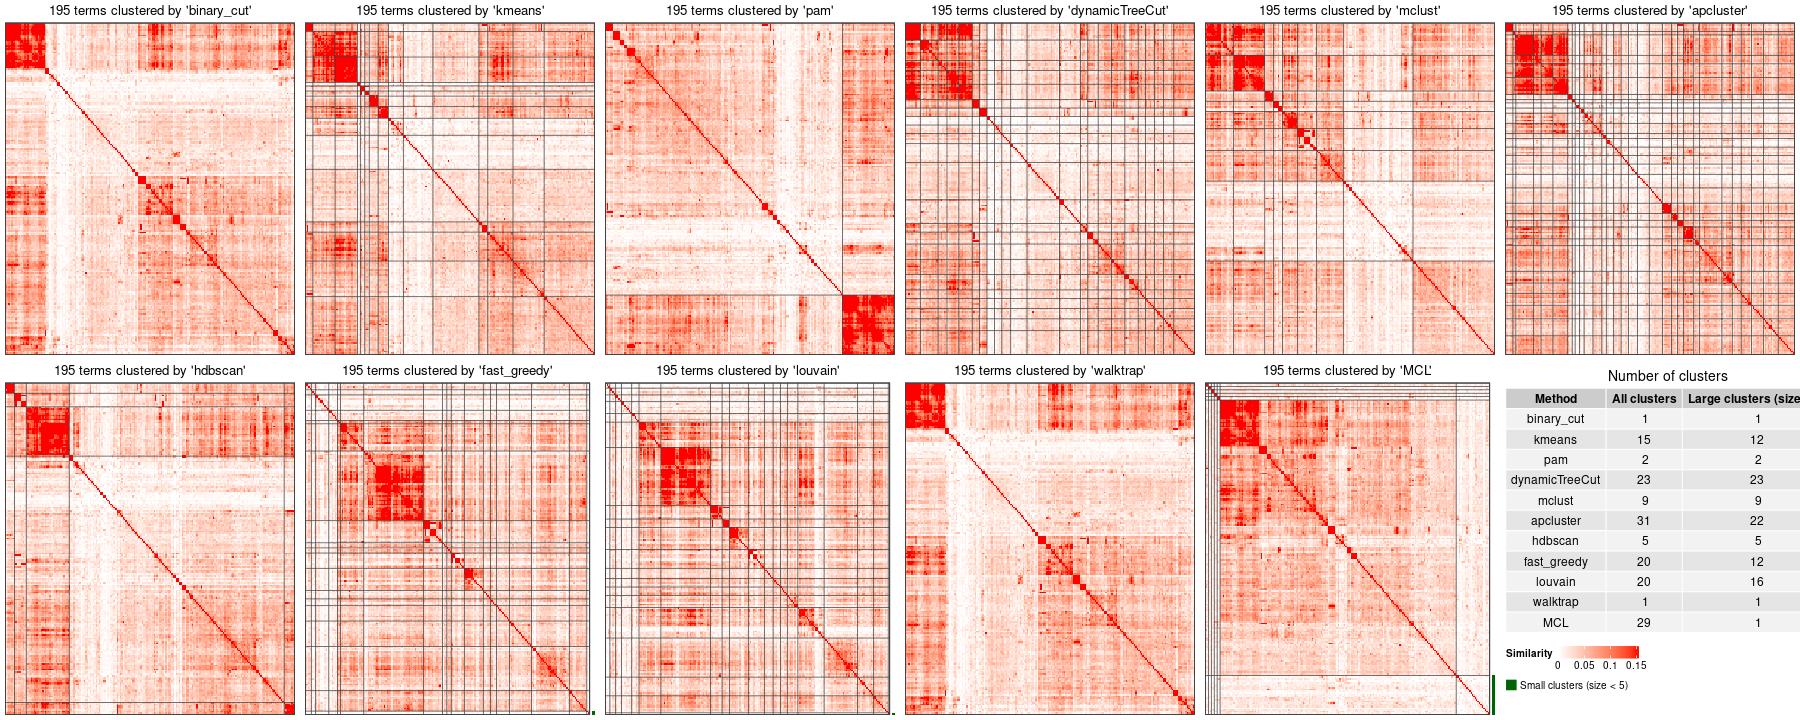 195 terms clustered by 'binary_cut'
195 terms clustered by 'kmeans'
195 terms clustered by 'pam'
195 terms clustered by 'dynamicTreeCut'
195 terms clustered by 'mclust'
195 terms clustered by 'apcluster'
195 terms clustered by 'hdbscan'
195 terms clustered by 'fast_greedy'
195 terms clustered by 'louvain'
195 terms clustered by 'walktrap'
195 terms clustered by 'MCL'
Number of clusters
Method All clusters Large clusters (size
binary_cut 1 1
kmeans 15 12
pam 2 2
dynamicTreeCut 23 23
mclust 9 9
apcluster 31 22
hdbscan 5 5
fast_greedy 20 12
louvain 20 16
walktrap 1 1
MCL 29 1
Similarity
0 0.05 0.1 0.15
Small clusters (size < 5)